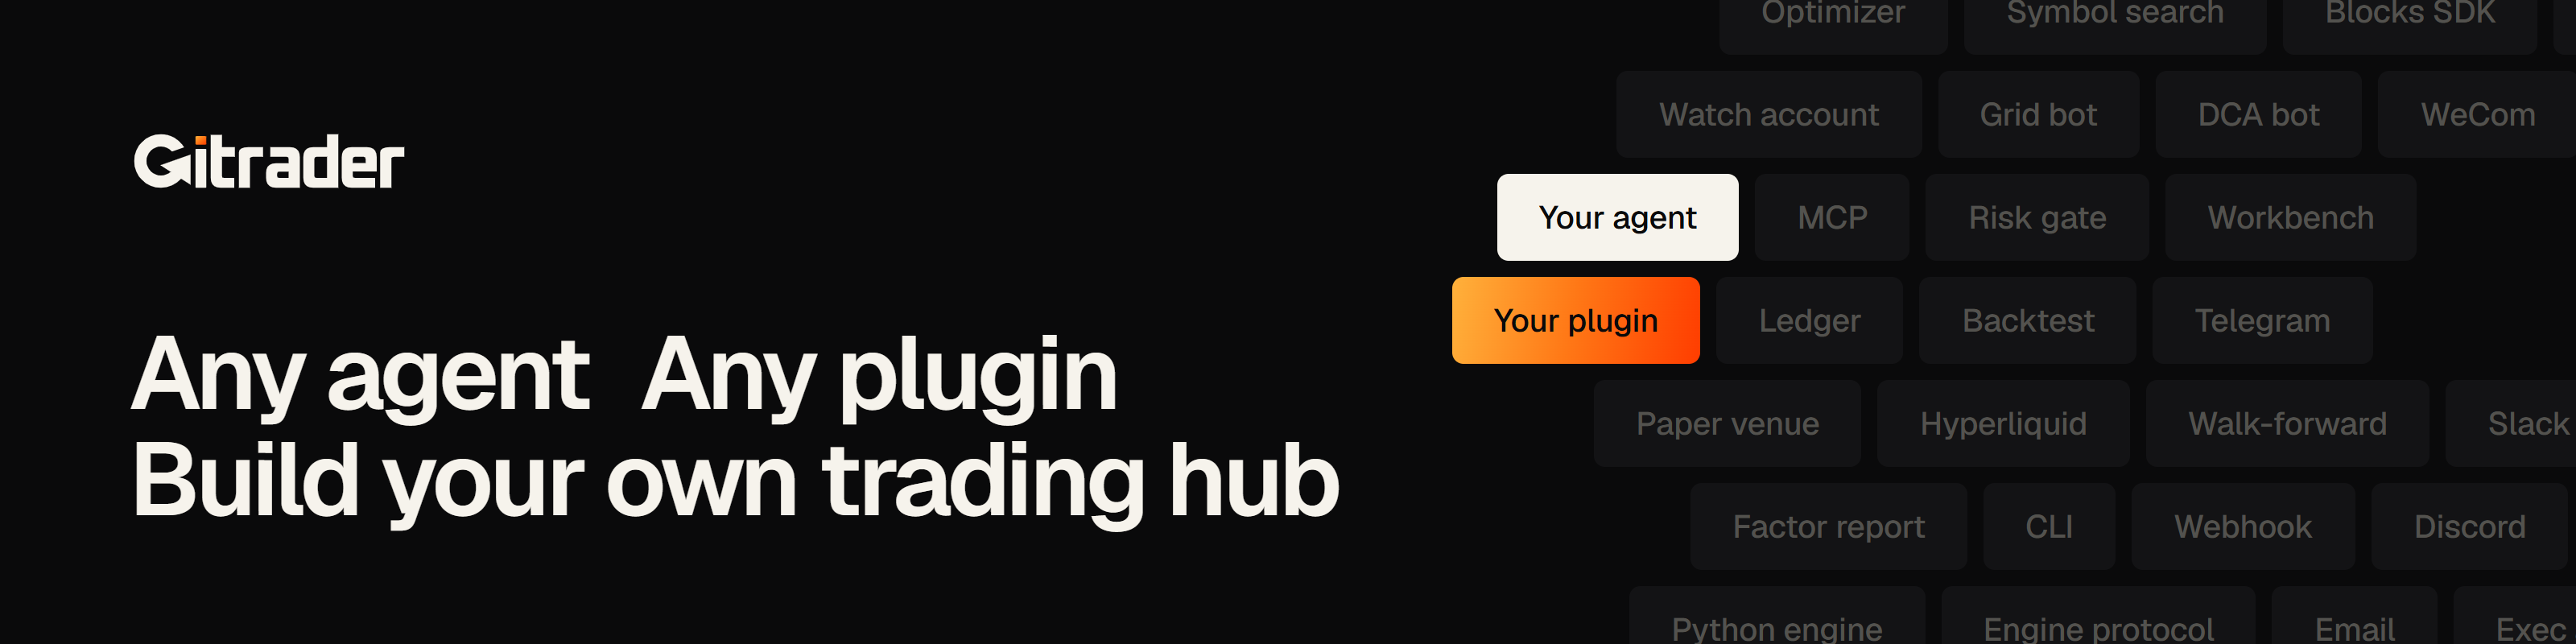 Gitrader
Any agent Any plugin
Build your own trading hub
Optimizer Symbol search Blocks SDK
Watch account Grid bot DCA bot WeCom
Your agent MCP Risk gate Workbench
Your plugin Ledger Backtest Telegram
Paper venue Hyperliquid Walk-forward Slack
Factor report CLI Webhook Discord
Python engine Engine protocol Email Exec